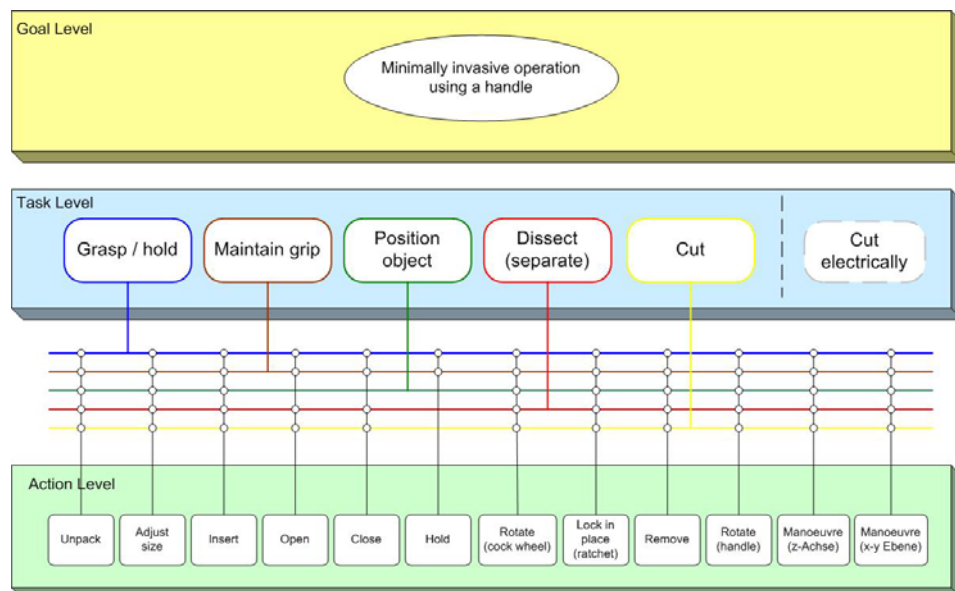 Goal Level
Minimally invasive operation
using a handle
Task Level
Grasp / hold
Maintain grip
Position
object
Dissect
(separate)
Cut
Cut
electrically
Action Level
Unpack
Adjust
size
Insert
Open
Close
Hold
Rotate
(cock wheel)
Lock in
place
(ratchet)
Remove
Rotate
(handle)
Manoeuvre
(z-Achse)
Manoeuvre
(x-y Ebene)